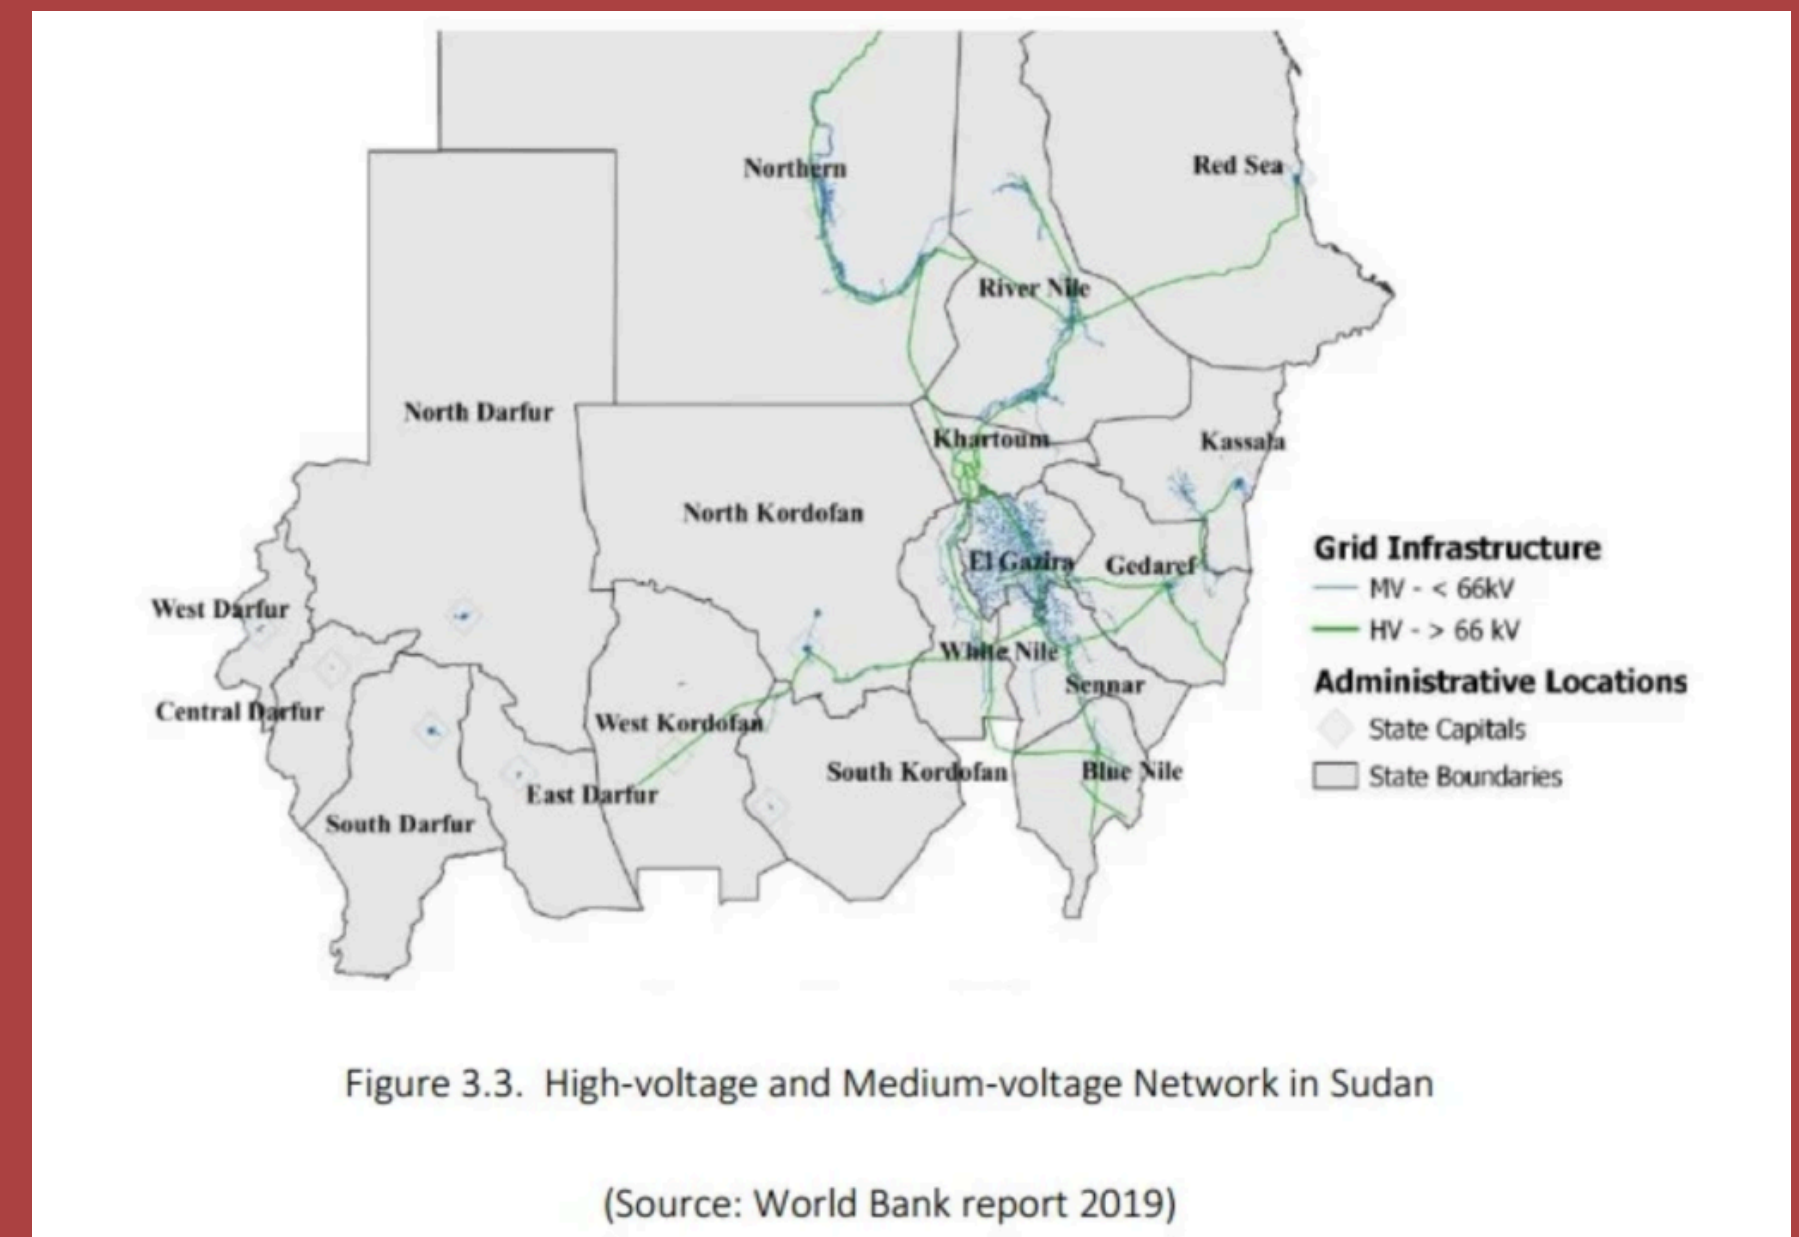 Northern
Red Sea
River Nile
North Darfur
Khartoum
Kassala
North Kordofan
Grid Infrastructure
El Gazira
Gedaref
MV - < 66kV
West Darfur
HV - > 66 kV
White Nile
Administrative Locations
Sennar
Central Darfur
West Kordofan
State Capitals
South Kordofan
Blue Nile
State Boundaries
East Darfur
South Darfur
Figure 3.3. High-voltage and Medium-voltage Network in Sudan
(Source: World Bank report 2019)